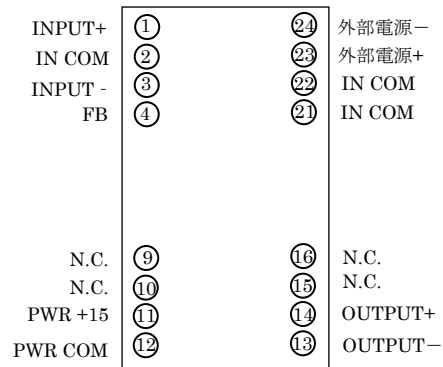 INPUT+ ① ㉔ 外部電源－
IN COM ② ㉓ 外部電源+
INPUT - ③ ㉒ IN COM
FB ④ ㉑ IN COM
N.C. ⑨ ⑯ N.C.
N.C. ⑩ ⑮ N.C.
PWR +15 ⑪ ⑭ OUTPUT+
PWR COM ⑫ ⑬ OUTPUT－